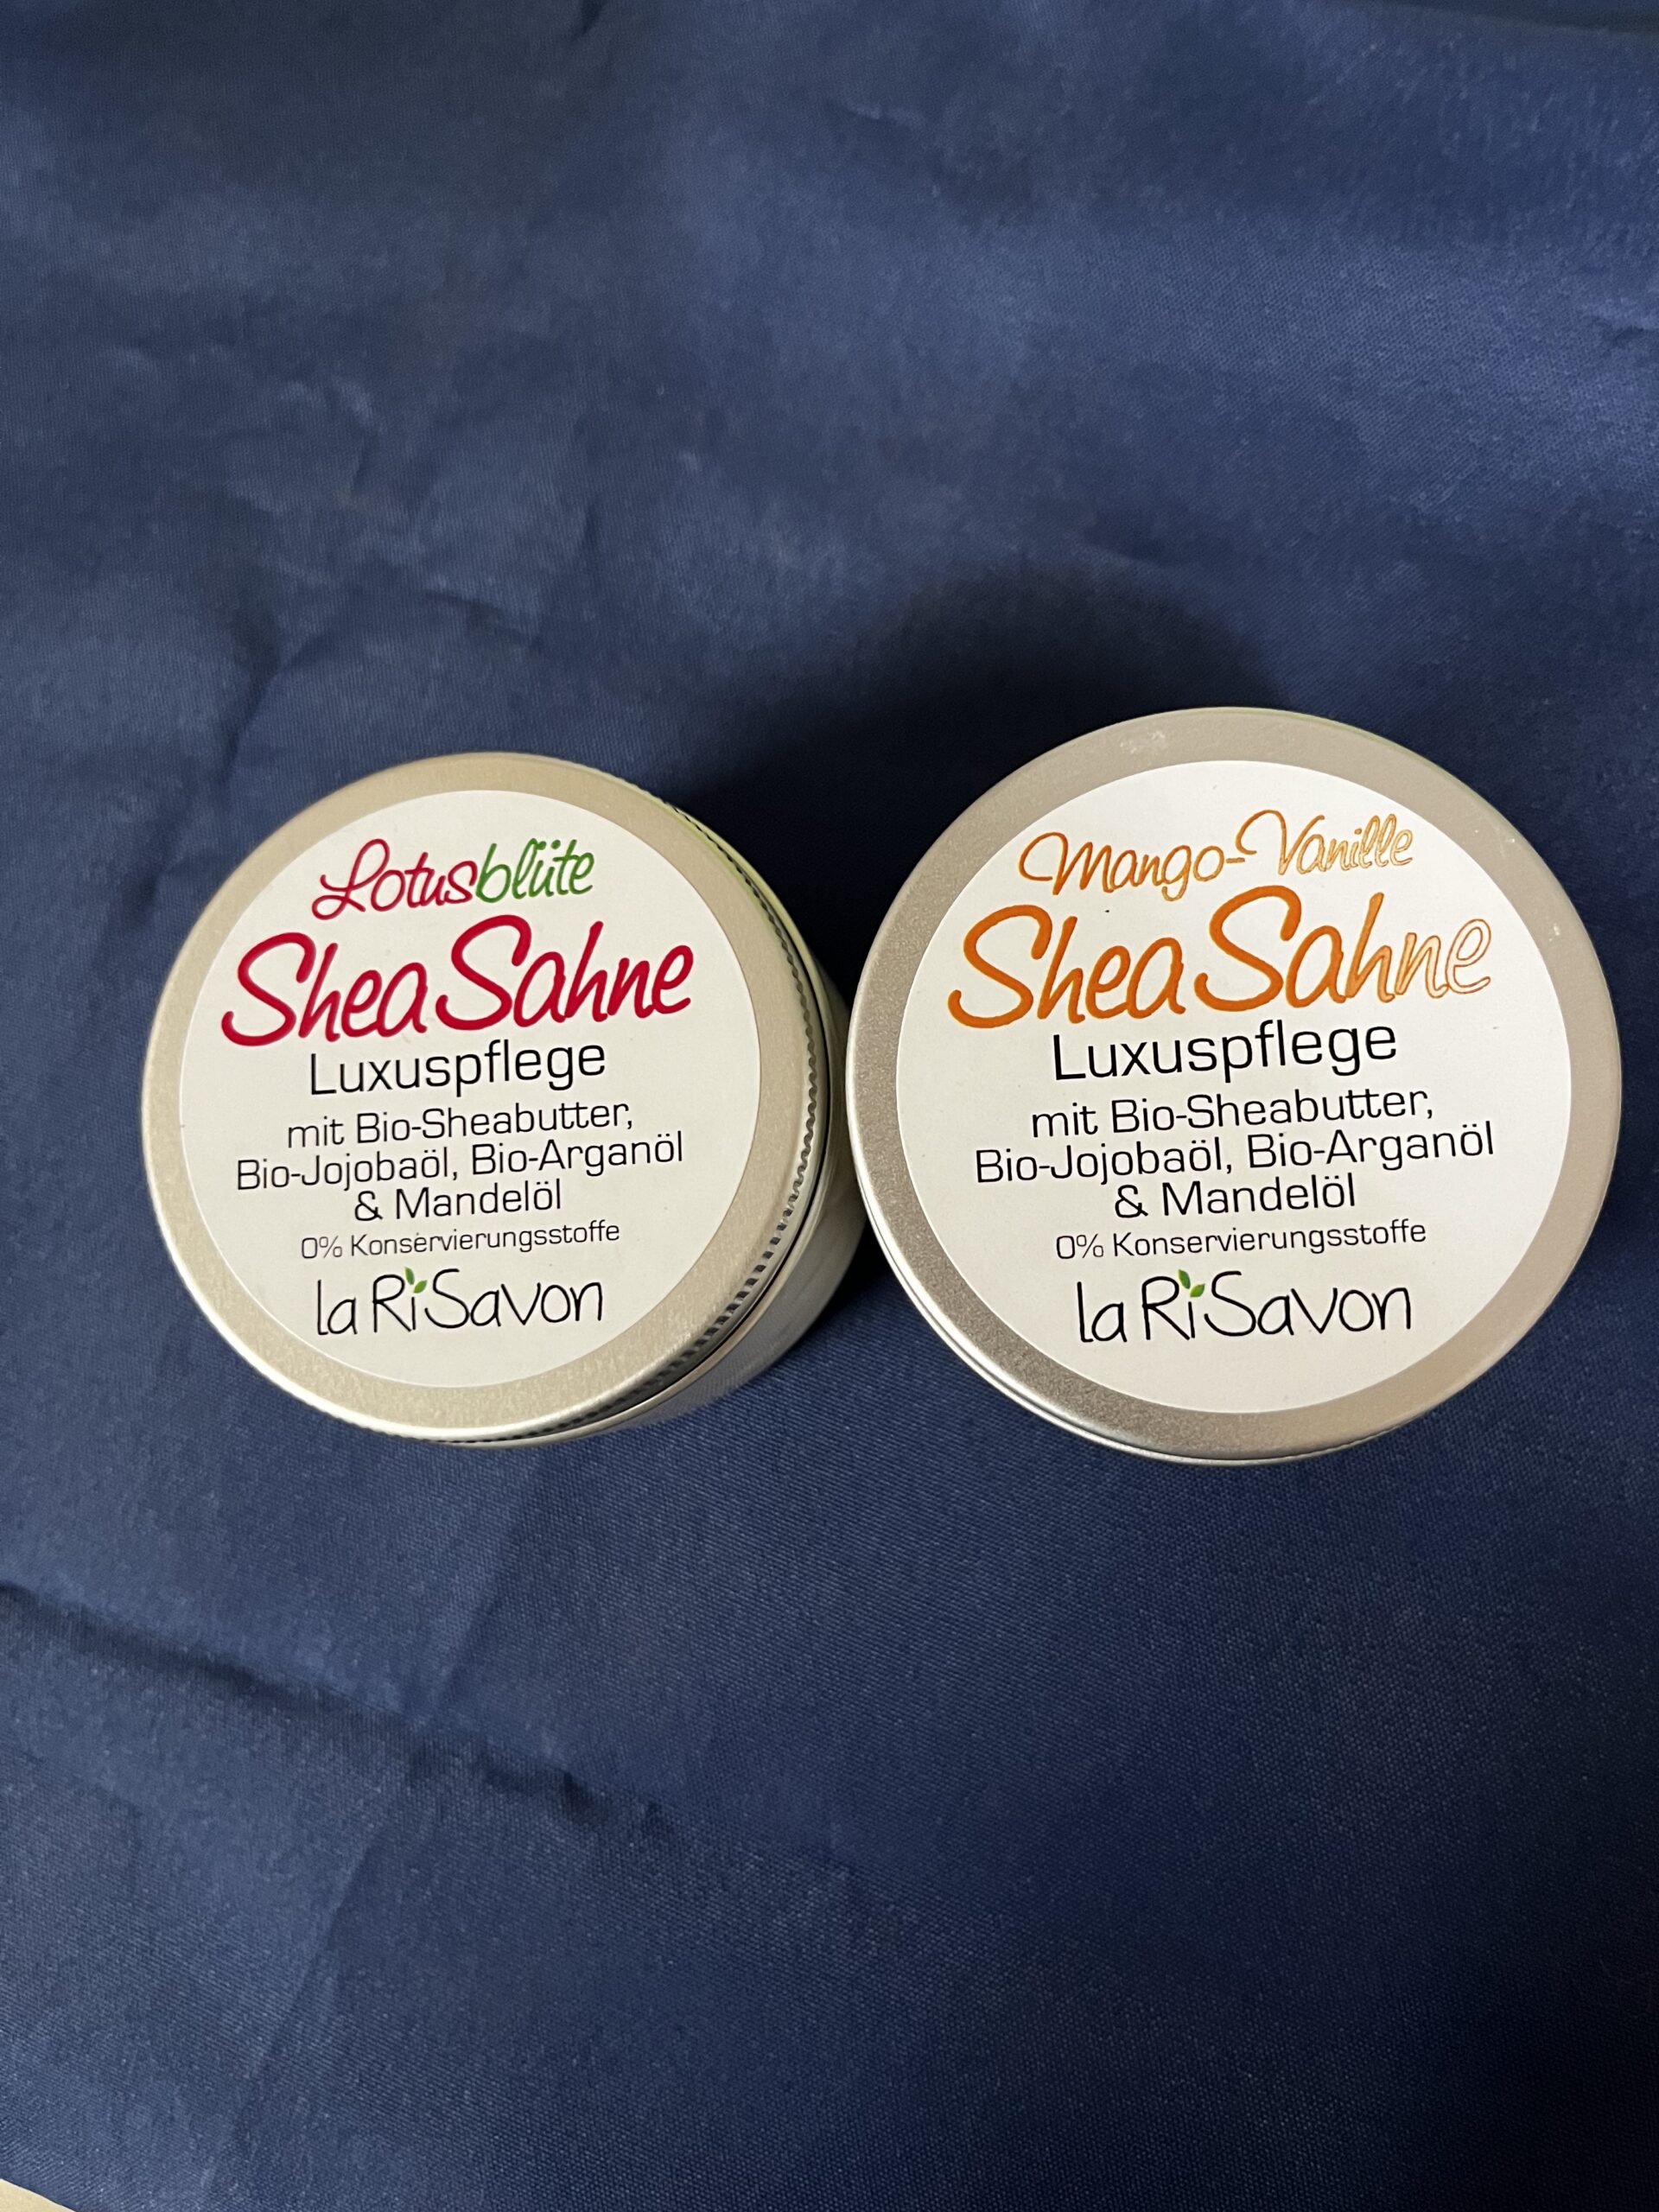 Lotusblüte
SheaSahne
Luxuspflege
mit Bio-Sheabutter,
Bio-Jojobaöl, Bio-Arganöl
& Mandelöl
0% Konservierungsstoffe
la RiSavon
Mango-Vanille
SheaSahne
Luxuspflege
mit Bio-Sheabutter,
Bio-Jojobaöl, Bio-Arganöl
& Mandelöl
0% Konservierungsstoffe
la RiSavon